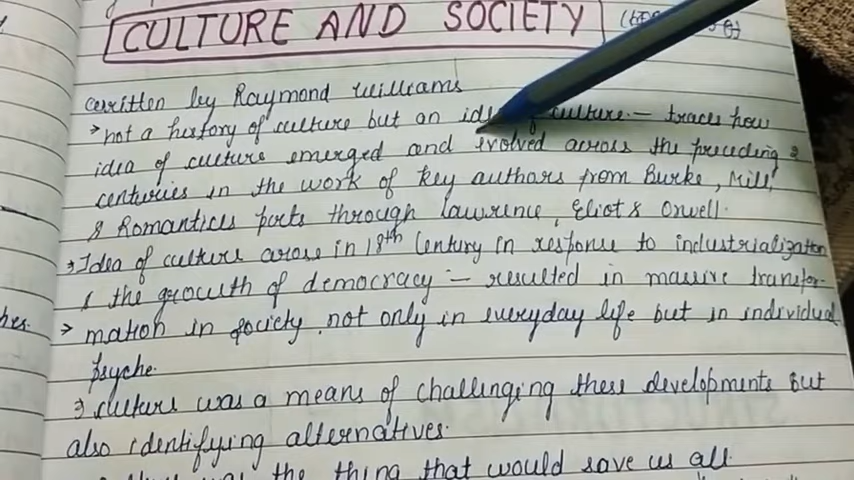 CULTURE AND SOCIETY
written by Raymond Williams
→ not a history of culture but an culture – traces how
idea of culture emerged and evolved across the preceding 2
centuries in the work of key authors from Burke, Mill,
& Romantics poets through Lawrence, Eliot & Orwell.
→ Idea of culture arose in 18th Century in response to industrialization
& the growth of democracy – resulted in massive transfor-
→ mation in society not only in everyday life but in individual
psyche.
→ culture was a means of challenging these developments but
also identifying alternatives.
the thing that would save us all
hes.